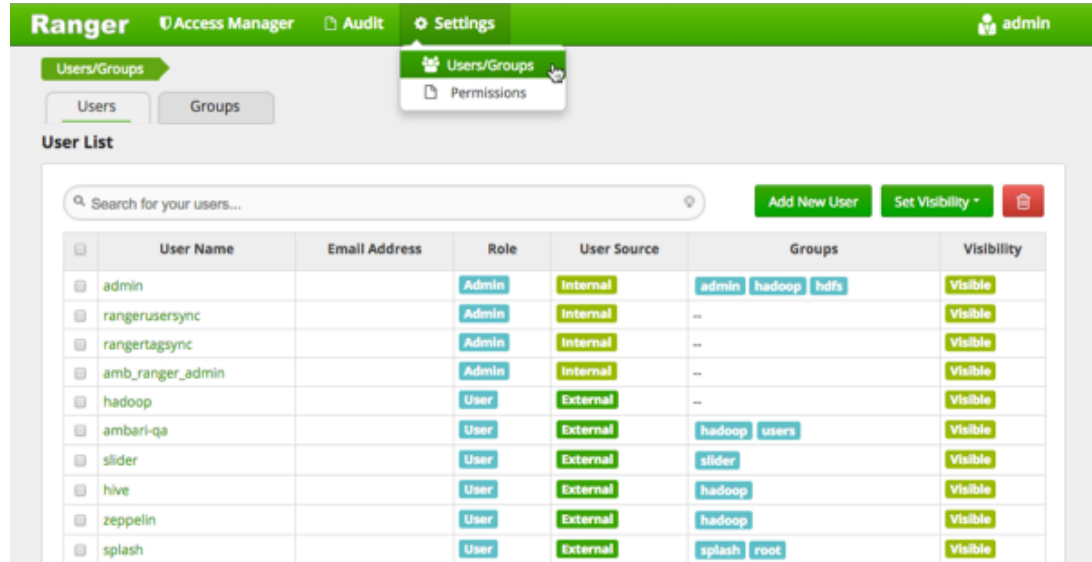 Ranger Access Manager Audit Settings admin
Users/Groups
Permissions
Users/Groups
Users Groups
User List
Search for your users... Add New User Set Visibility
User Name Email Address Role User Source Groups Visibility
admin Admin Internal admin hadoop hdfs Visible
rangerusersync Admin Internal -- Visible
rangertagsync Admin Internal -- Visible
amb_ranger_admin Admin Internal -- Visible
hadoop User External -- Visible
ambari-qa User External hadoop users Visible
slider User External slider Visible
hive User External hadoop Visible
zeppelin User External hadoop Visible
splash User External splash root Visible